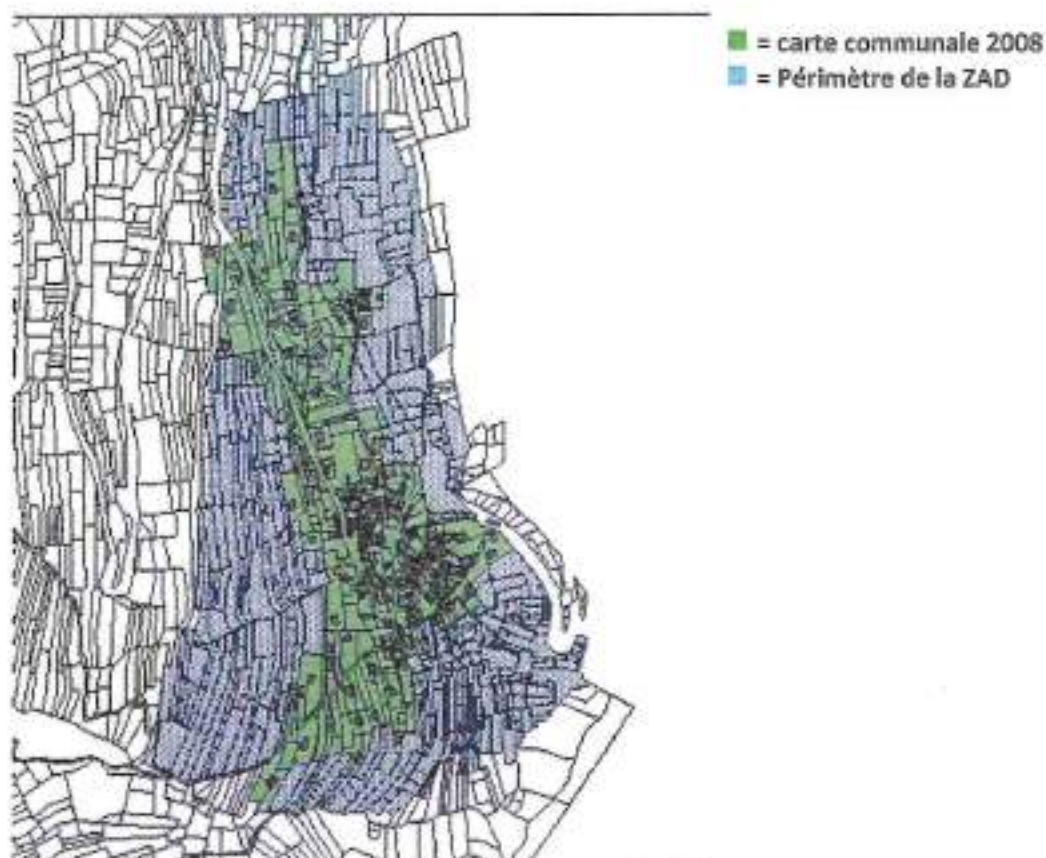 = carte communale 2008
= Périmètre de la ZAD